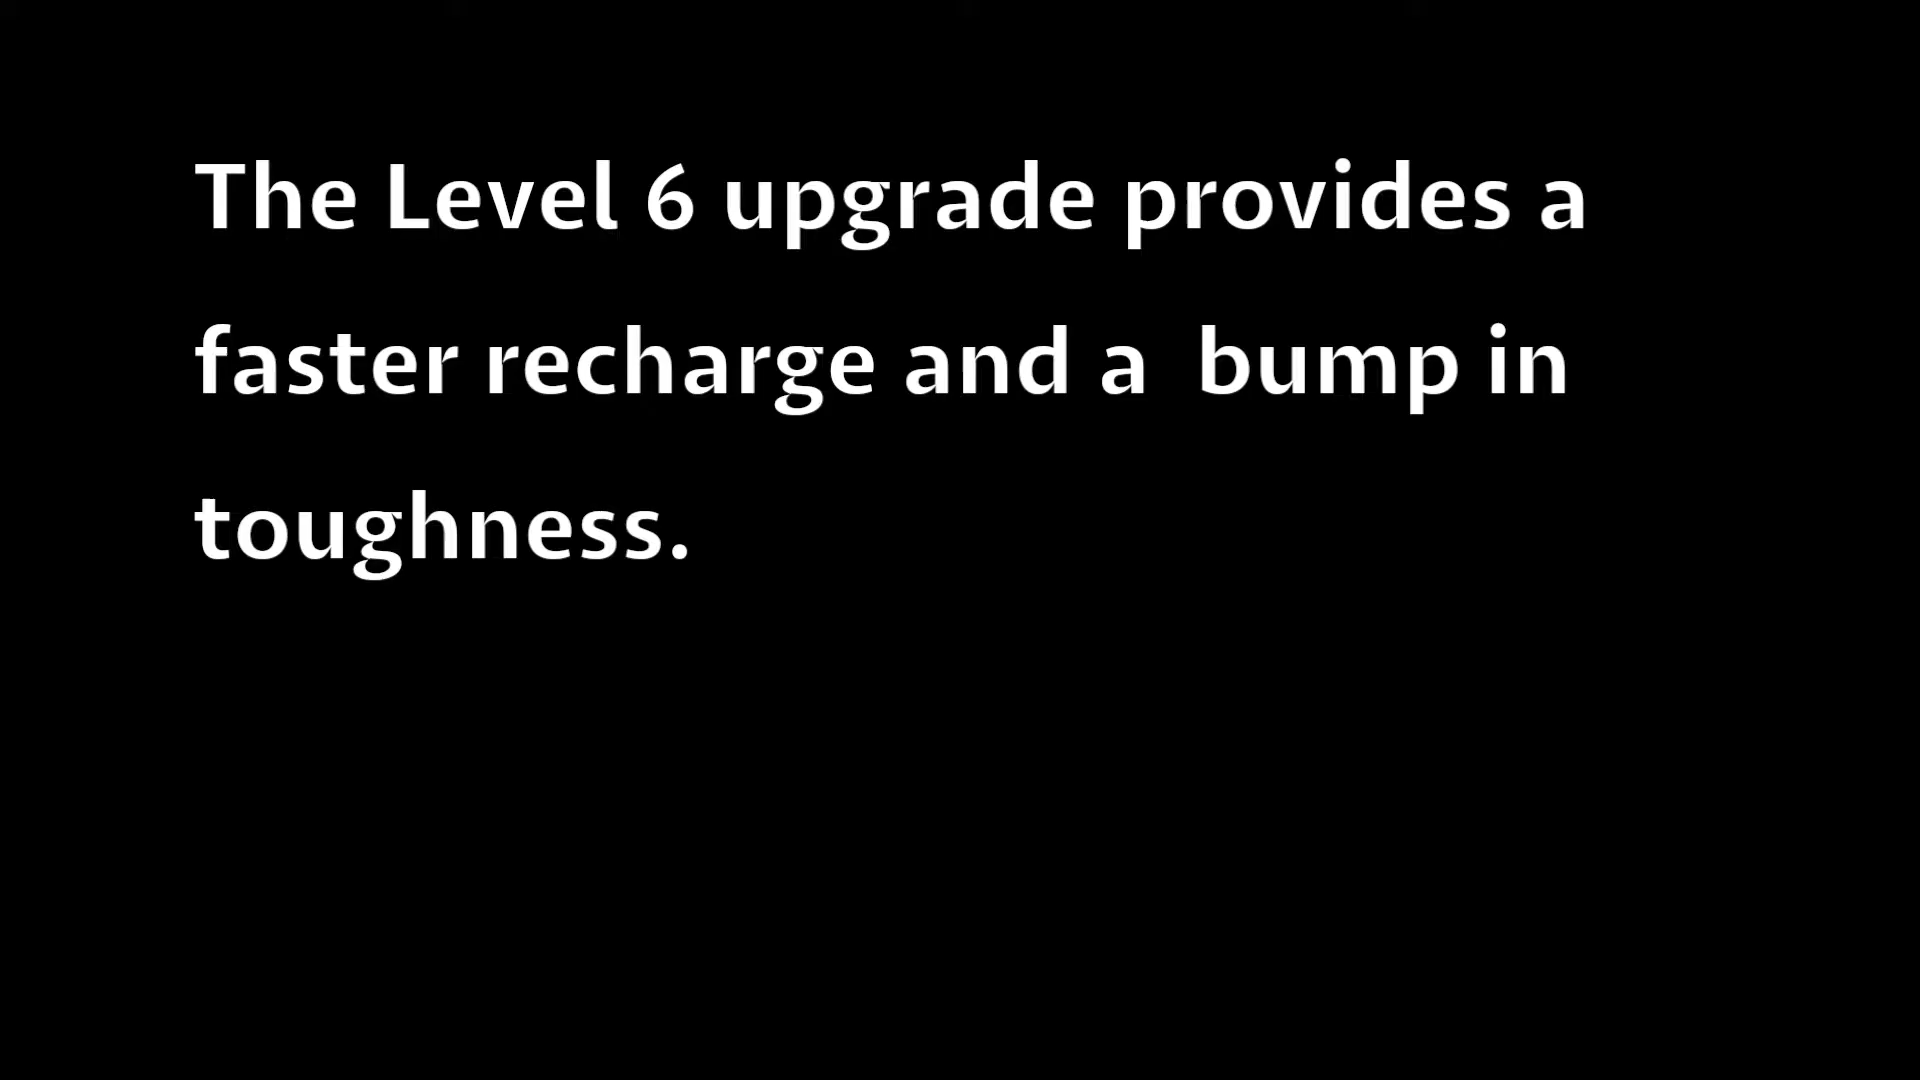 The Level 6 upgrade provides a
faster recharge and a  bump in
toughness.